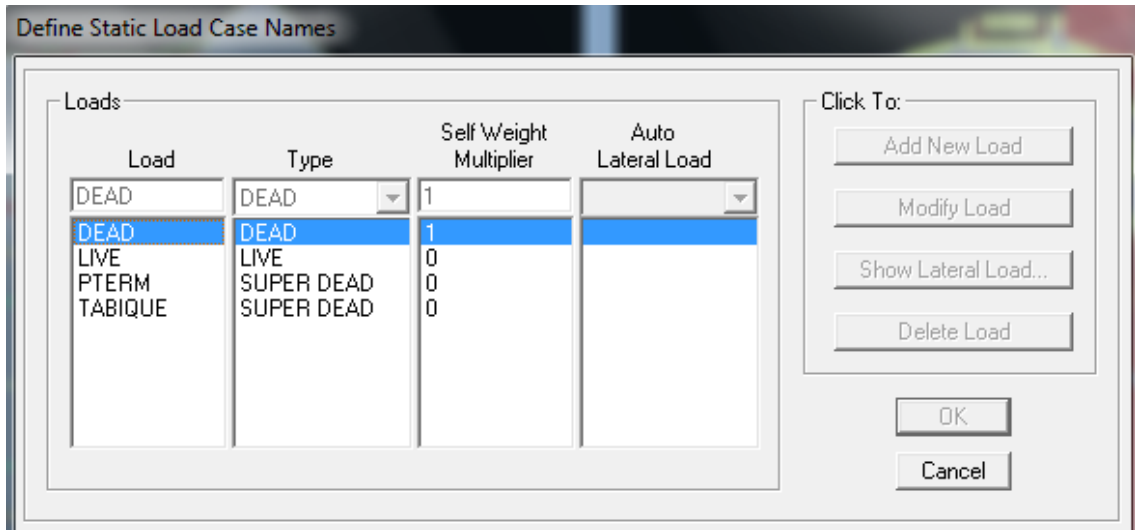 Define Static Load Case Names
Loads
Click To:
Load Type Self Weight Multiplier Auto Lateral Load
DEAD DEAD 1
DEAD DEAD 1
LIVE LIVE 0
PTERM SUPER DEAD 0
TABIQUE SUPER DEAD 0
Add New Load
Modify Load
Show Lateral Load...
Delete Load
OK
Cancel